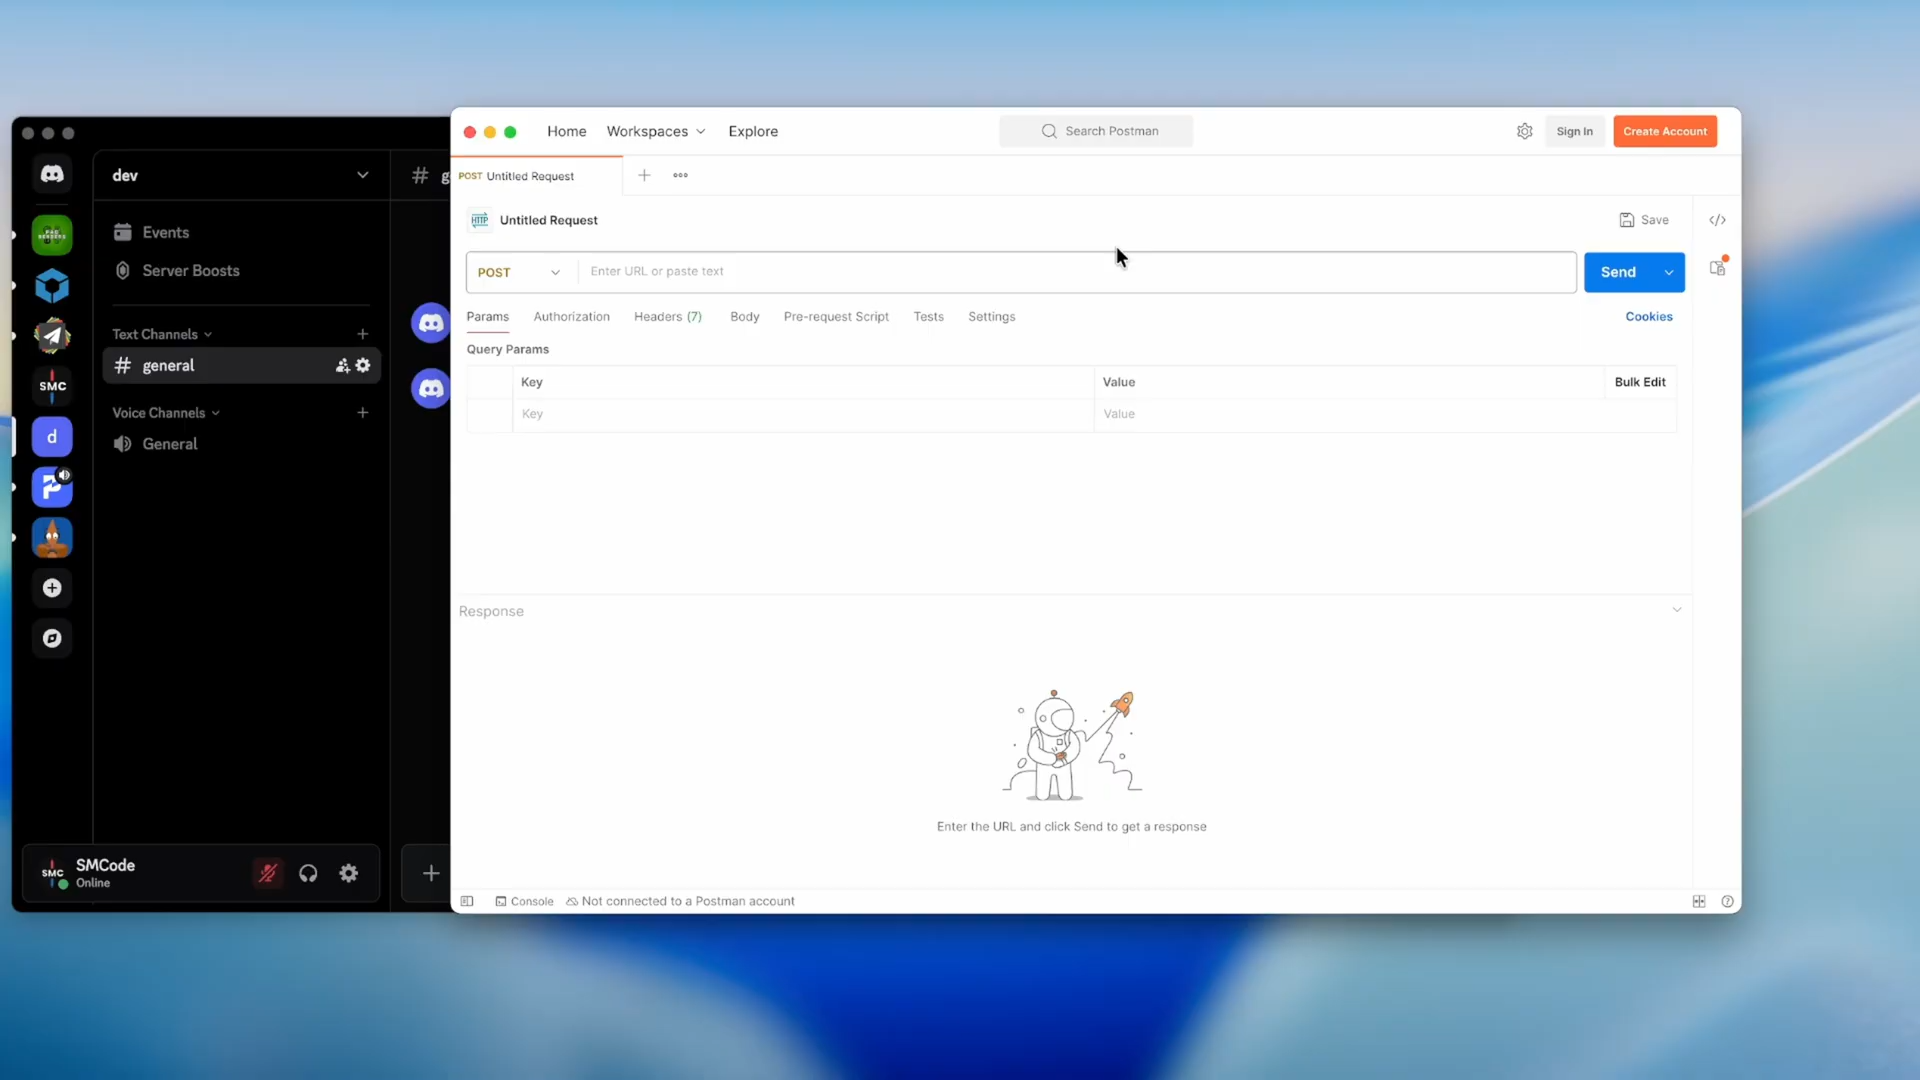 dev
Events
Server Boosts
Text Channels
general
Voice Channels
General
SMC
d
SMC
SMCode
Online
g
Home
Workspaces
Explore
Search Postman
Sign In
Create Account
POST Untitled Request
HTTP
Untitled Request
Save
POST
Enter URL or paste text
Send
Params
Authorization
Headers (7)
Body
Pre-request Script
Tests
Settings
Cookies
Query Params
Key
Value
Bulk Edit
Key
Value
Response
Enter the URL and click Send to get a response
Console
Not connected to a Postman account